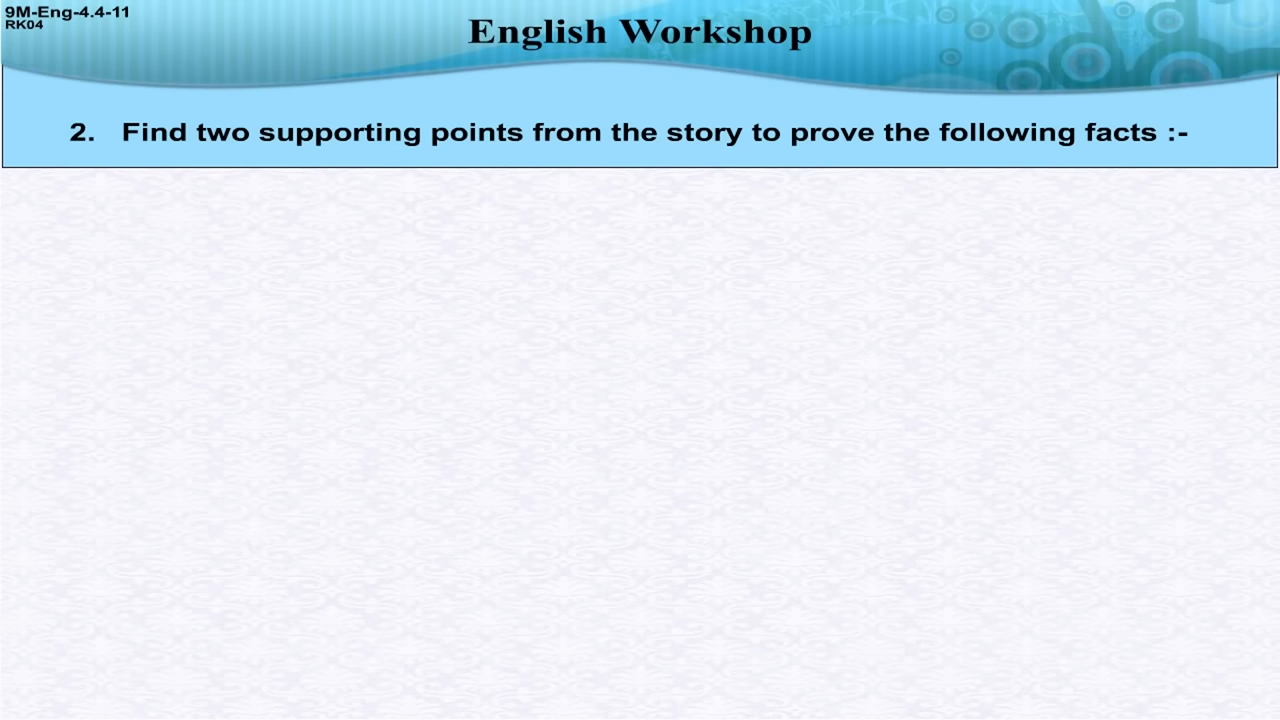 9M-Eng-4.4-11
RK04
English Workshop
2. Find two supporting points from the story to prove the following facts :-